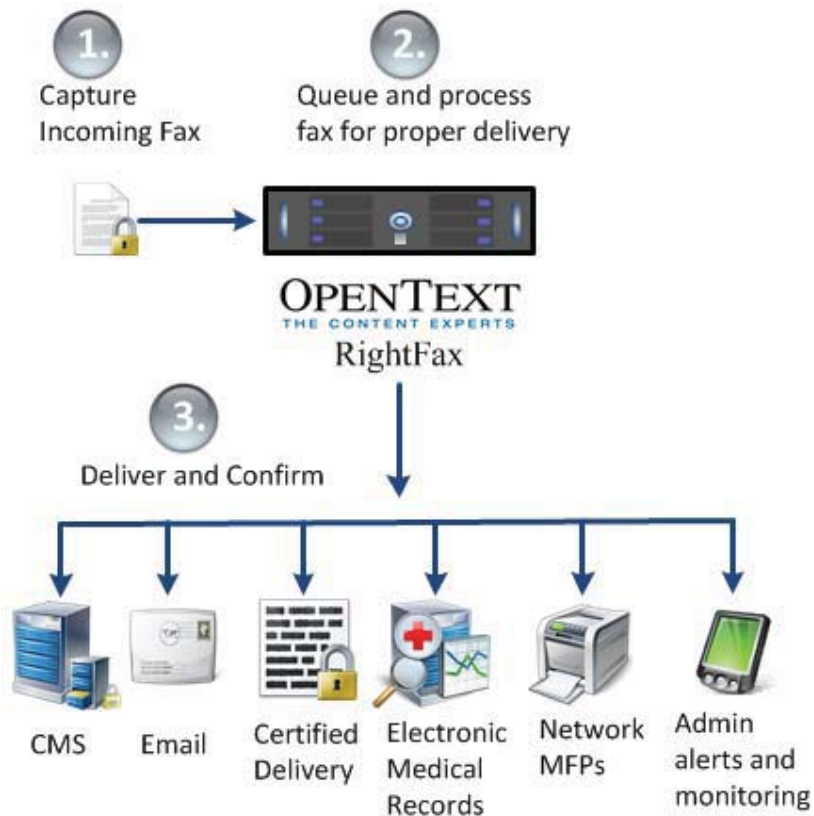 1.
Capture
Incoming Fax
2.
Queue and process
fax for proper delivery
OPENTEXT
THE CONTENT EXPERTS
RightFax
3.
Deliver and Confirm
CMS
Email
Certified
Delivery
Electronic
Medical
Records
Network
MFPs
Admin
alerts and
monitoring